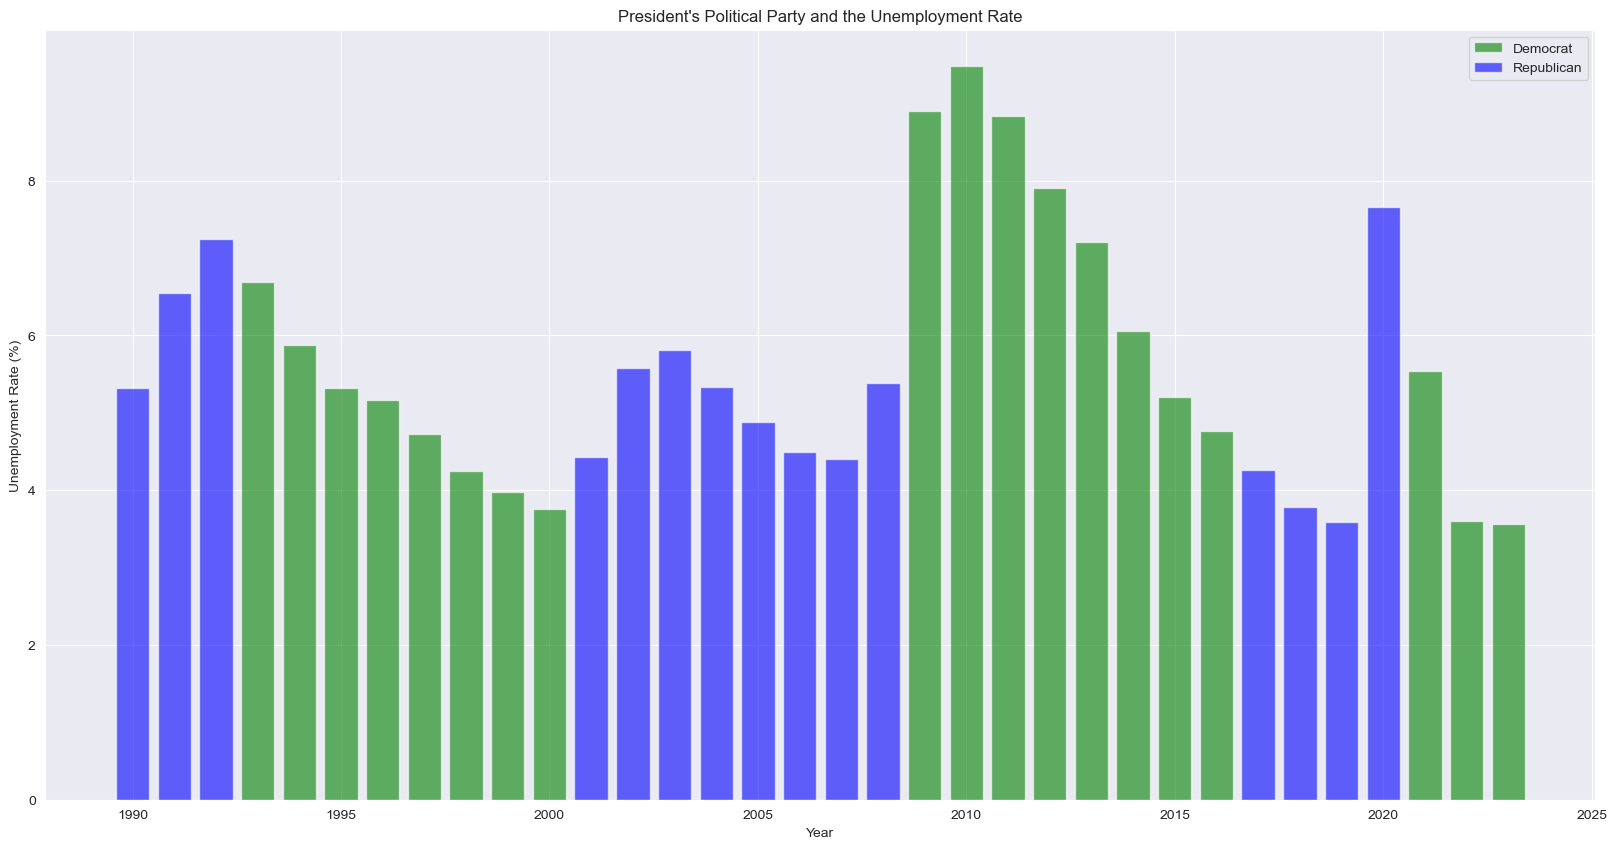 President's Political Party and the Unemployment Rate
Democrat
Republican
Unemployment Rate (%)
8
6
4
2
0
1990 1995 2000 2005 2010 2015 2020 2025
Year